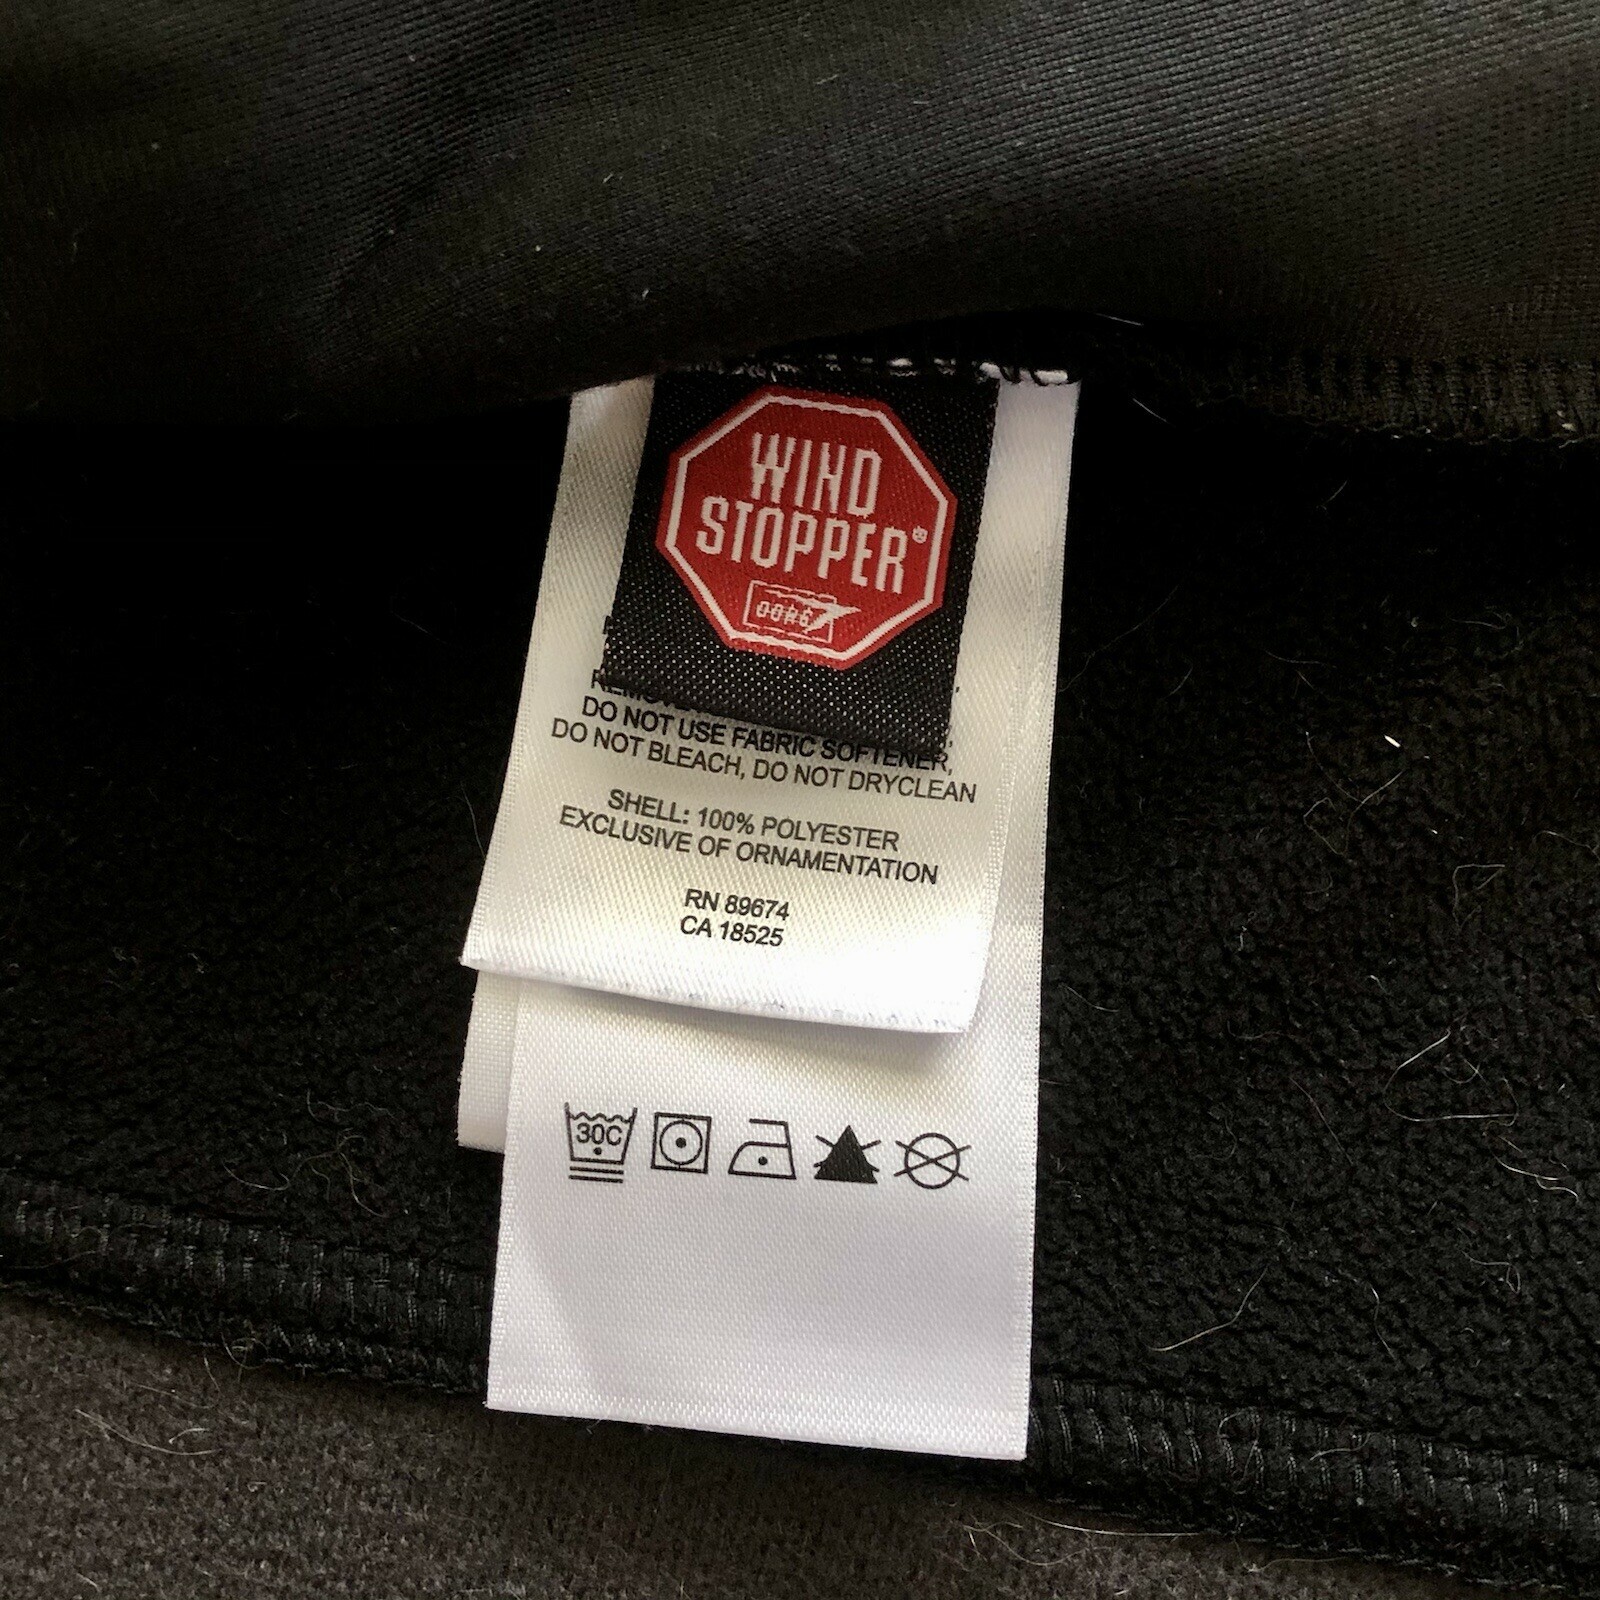 WIND
STOPPER®
GORE
DO NOT USE FABRIC SOFTENER,
DO NOT BLEACH, DO NOT DRYCLEAN
SHELL: 100% POLYESTER
EXCLUSIVE OF ORNAMENTATION
RN 89674
CA 18525
30C